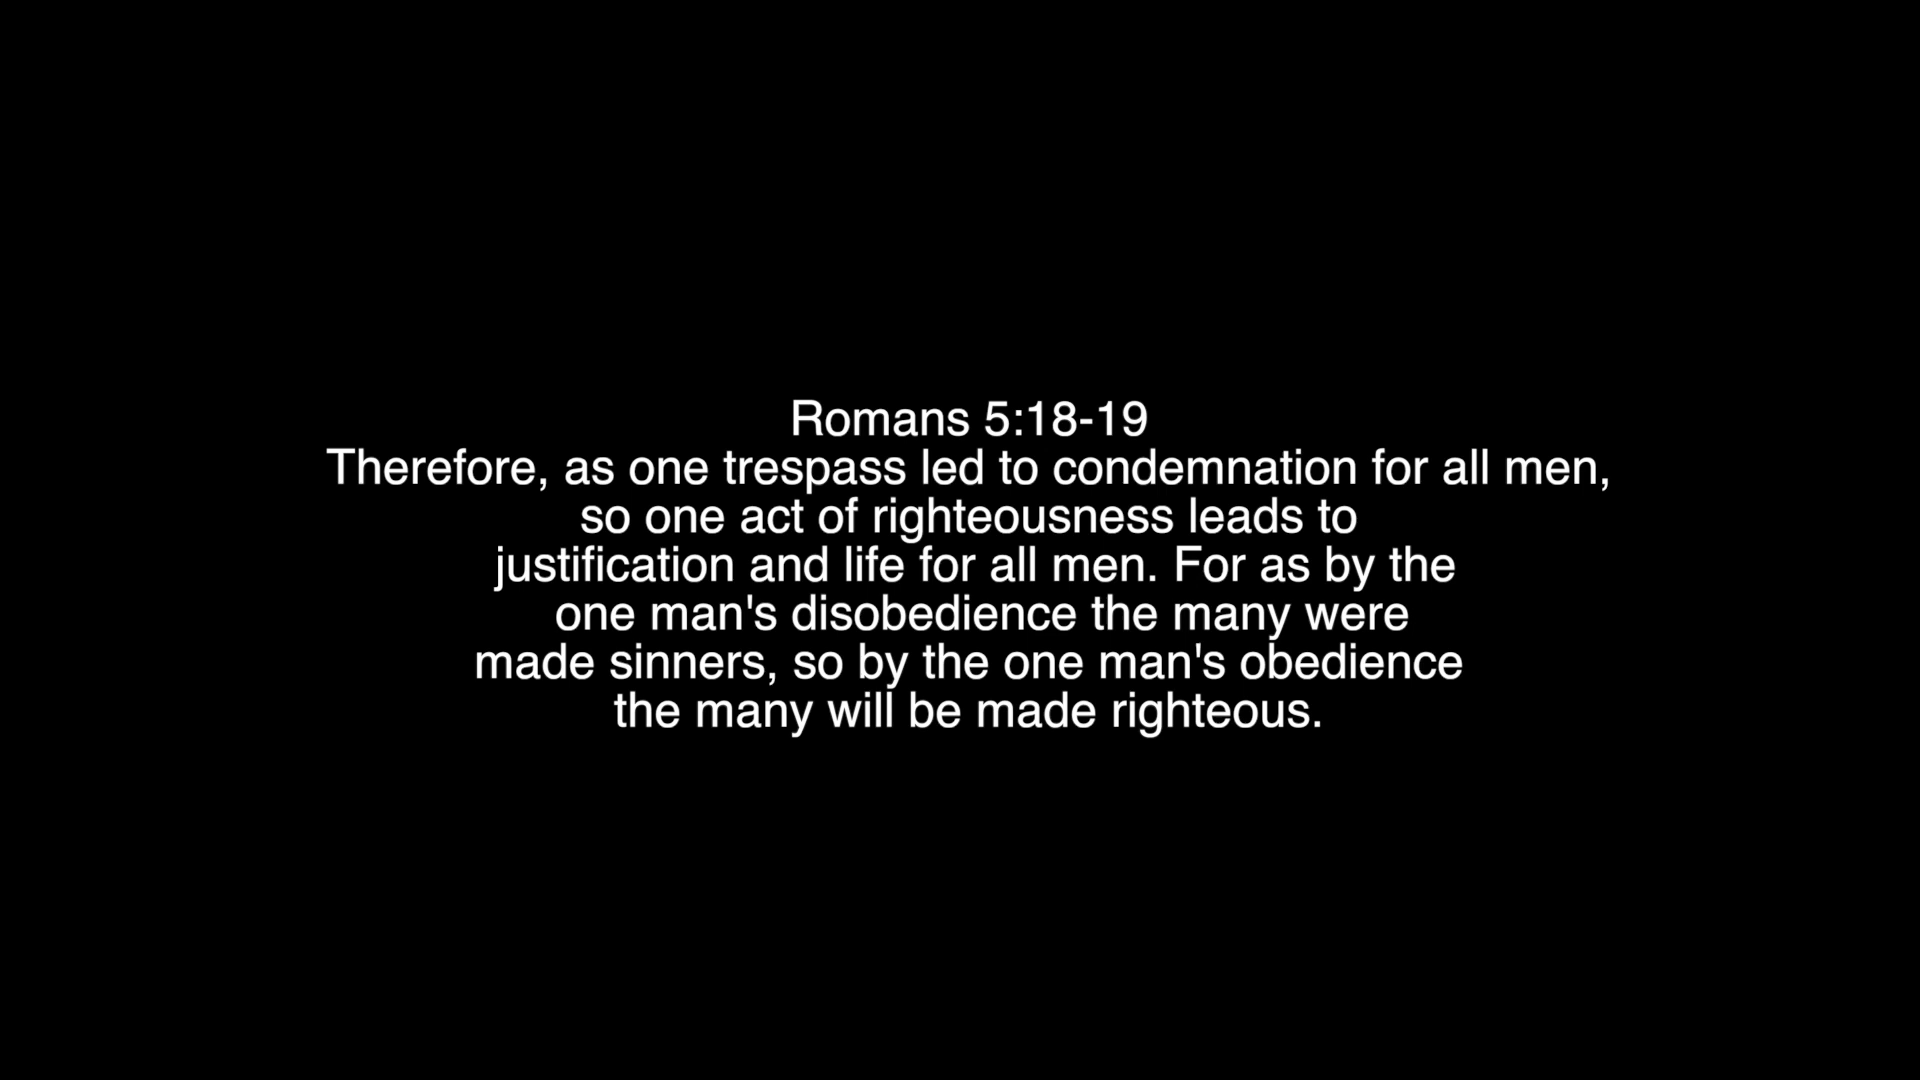 Romans 5:18-19
Therefore, as one trespass led to condemnation for all men,
so one act of righteousness leads to
justification and life for all men. For as by the
one man's disobedience the many were
made sinners, so by the one man's obedience
the many will be made righteous.